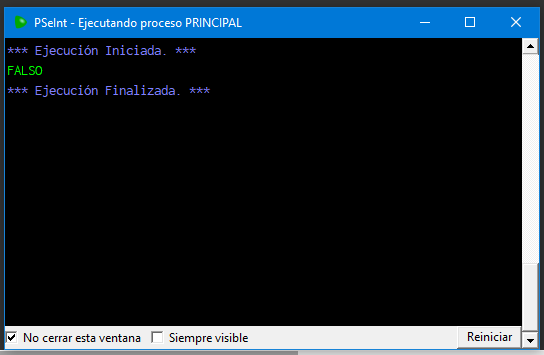 PSeInt - Ejecutando proceso PRINCIPAL
*** Ejecución Iniciada. ***
FALSO
*** Ejecución Finalizada. ***
No cerrar esta ventana Siempre visible Reiniciar